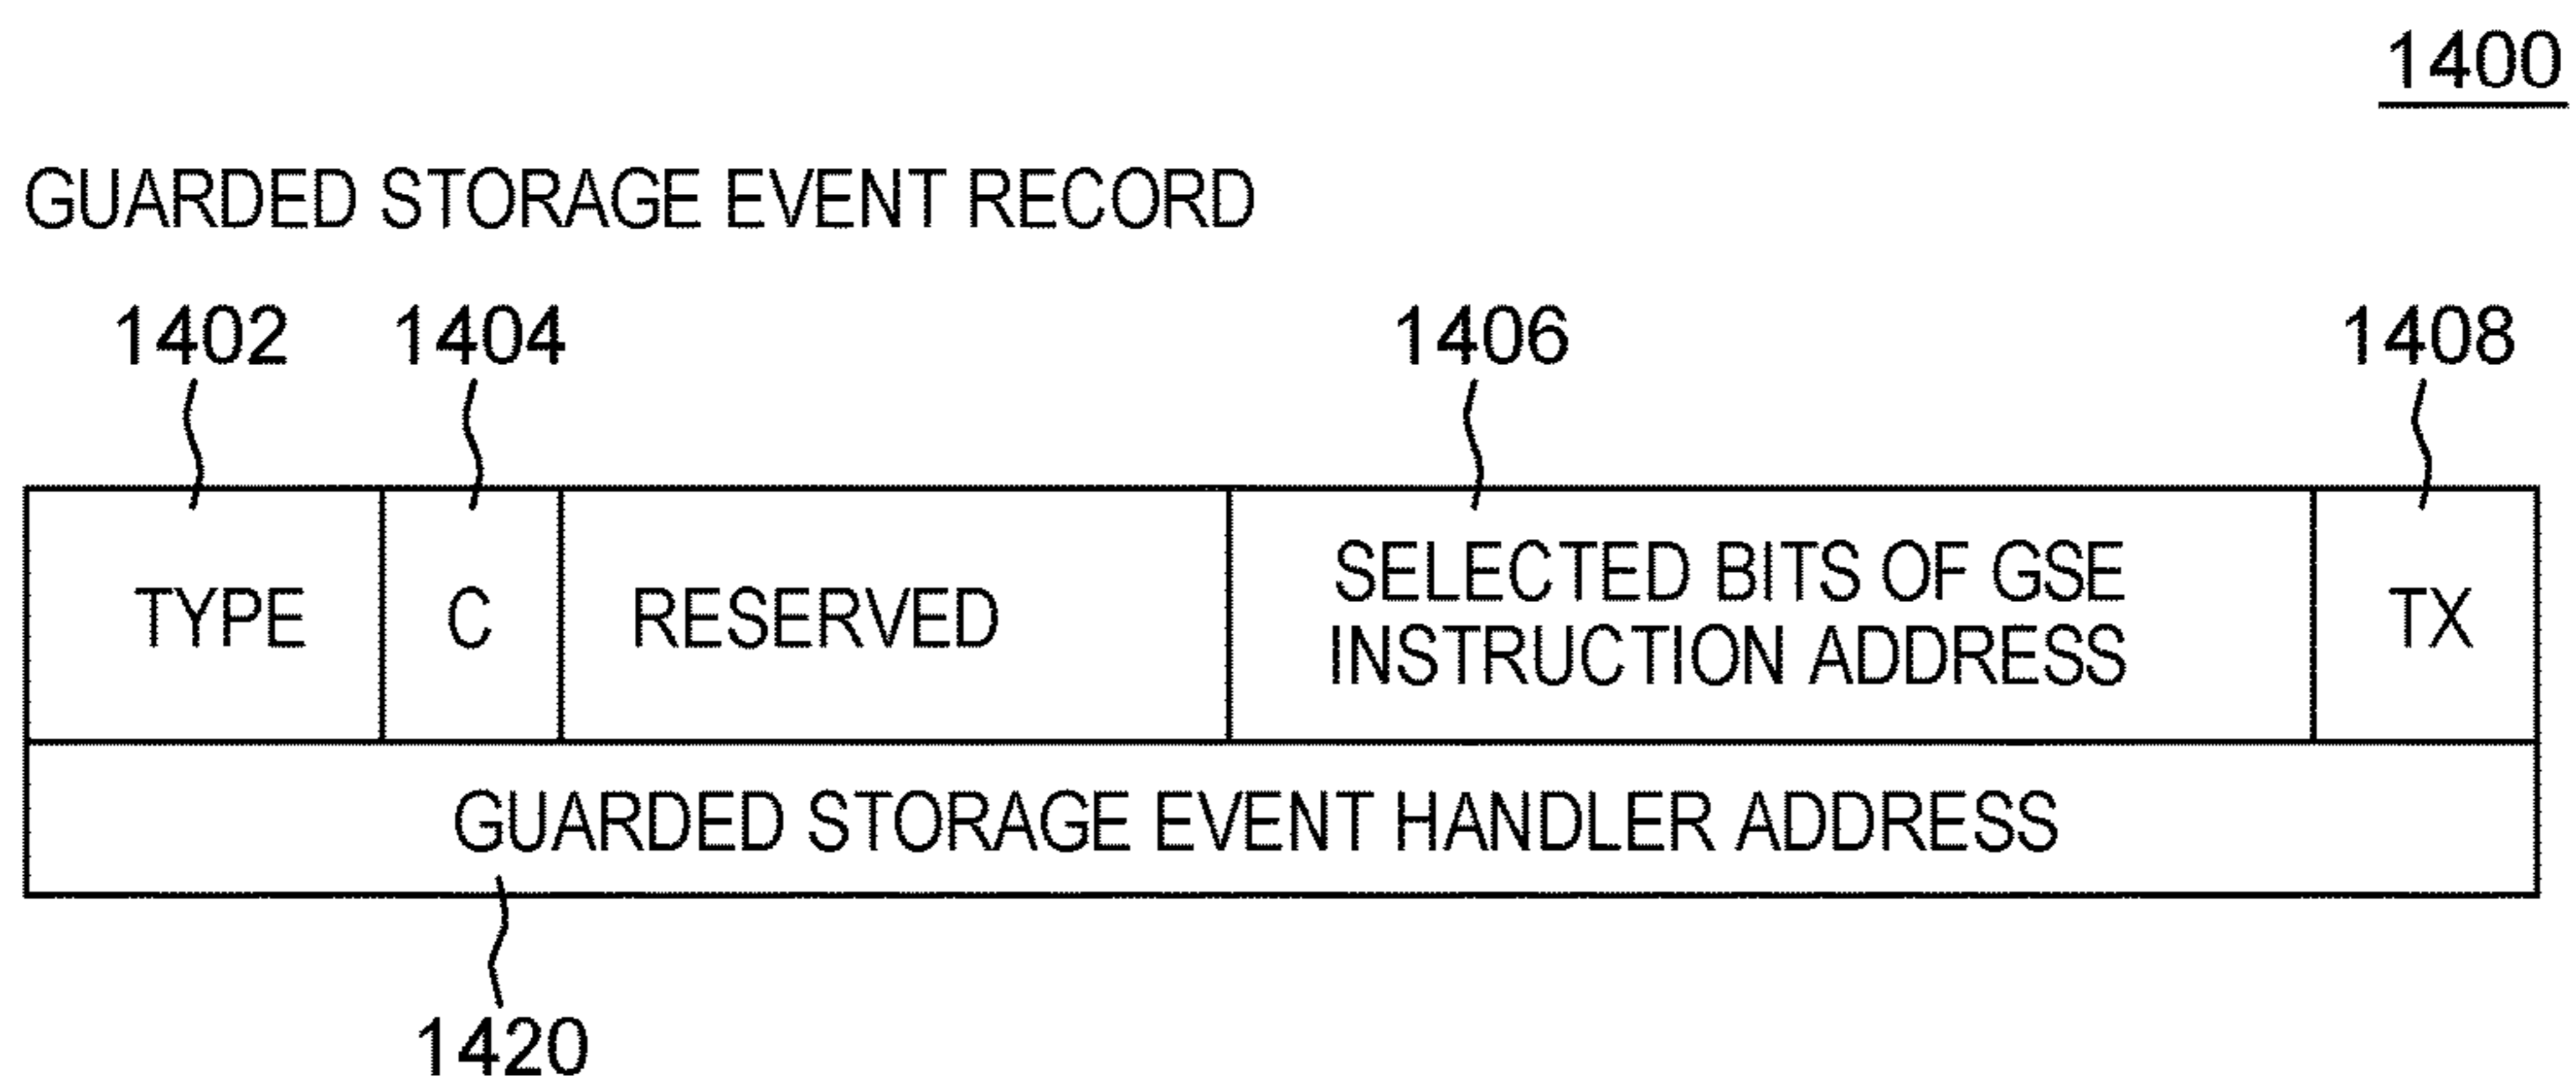 1400
GUARDED STORAGE EVENT RECORD
1402 1404 1406 1408
TYPE C RESERVED SELECTED BITS OF GSE
INSTRUCTION ADDRESS TX
GUARDED STORAGE EVENT HANDLER ADDRESS
1420